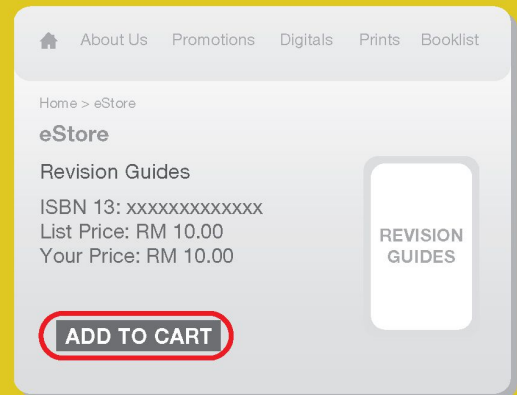 About Us Promotions Digitals Prints Booklist
Home > eStore
eStore
Revision Guides
ISBN 13: xxxxxxxxxxxxx
List Price: RM 10.00
Your Price: RM 10.00
REVISION
GUIDES
ADD TO CART